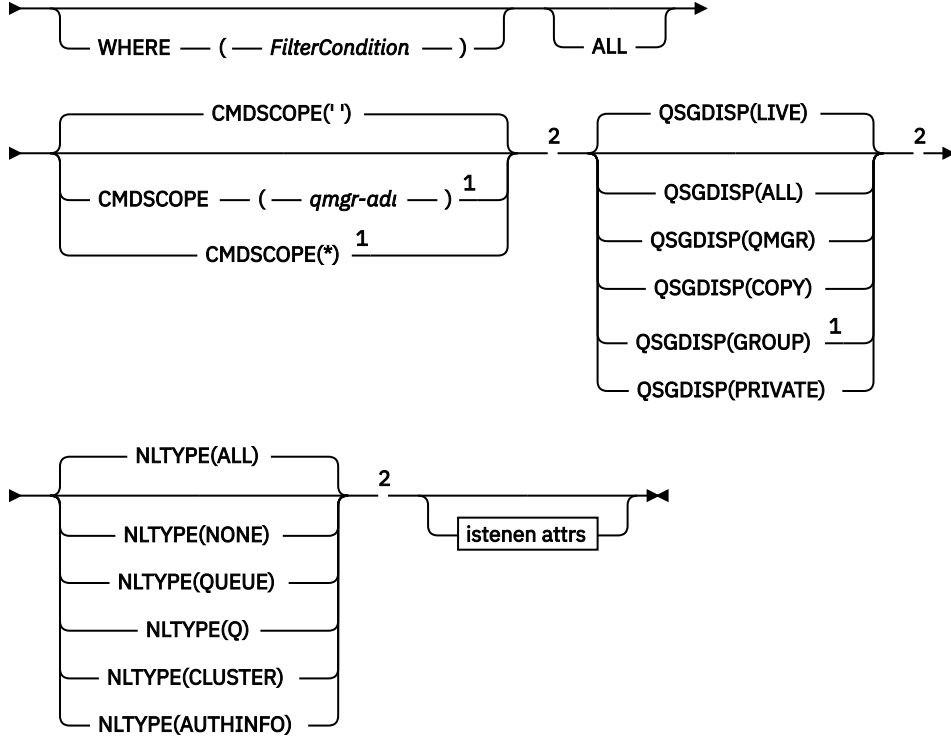 WHERE ( FilterCondition ) ALL
CMDSCOPE(' ') 2 QSGDISP(LIVE) 2
CMDSCOPE ( qmgr-adı ) 1
CMDSCOPE(*) 1
QSGDISP(ALL)
QSGDISP(QMGR)
QSGDISP(COPY)
QSGDISP(GROUP) 1
QSGDISP(PRIVATE)
NLTYPE(ALL) 2
NLTYPE(NONE)
NLTYPE(QUEUE)
NLTYPE(Q)
NLTYPE(CLUSTER)
NLTYPE(AUTHINFO)
istenen attrs